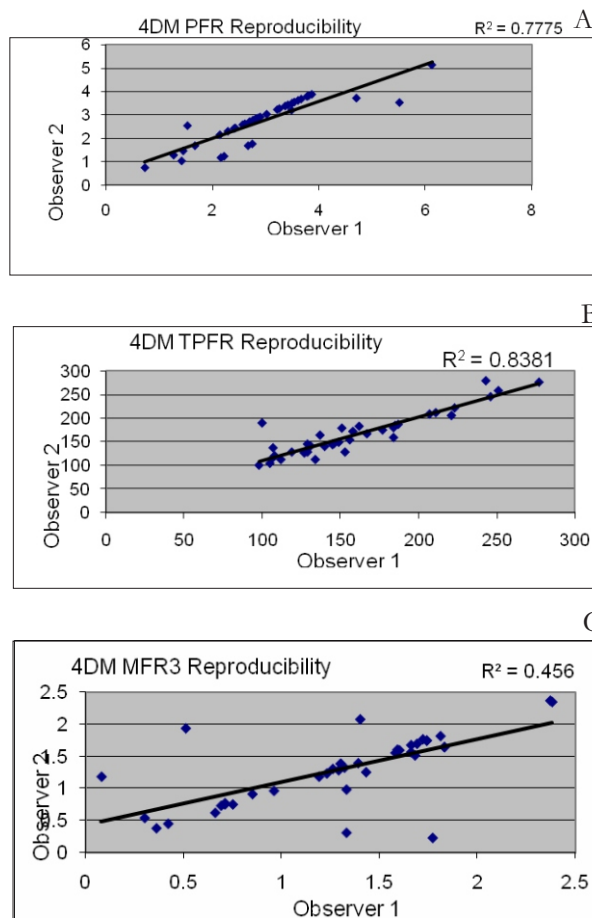 A
4DM PFR Reproducibility
R² = 0.7775
6
5
4
3
2
1
0
Observer 2
0 2 4 6 8
Observer 1
B
4DM TPFR Reproducibility
R² = 0.8381
300
250
200
150
100
50
0
Observer 2
0 50 100 150 200 250 300
Observer 1
C
4DM MFR3 Reproducibility
R² = 0.456
2.5
2
1.5
1
0.5
0
Observer 2
0 0.5 1 1.5 2 2.5
Observer 1